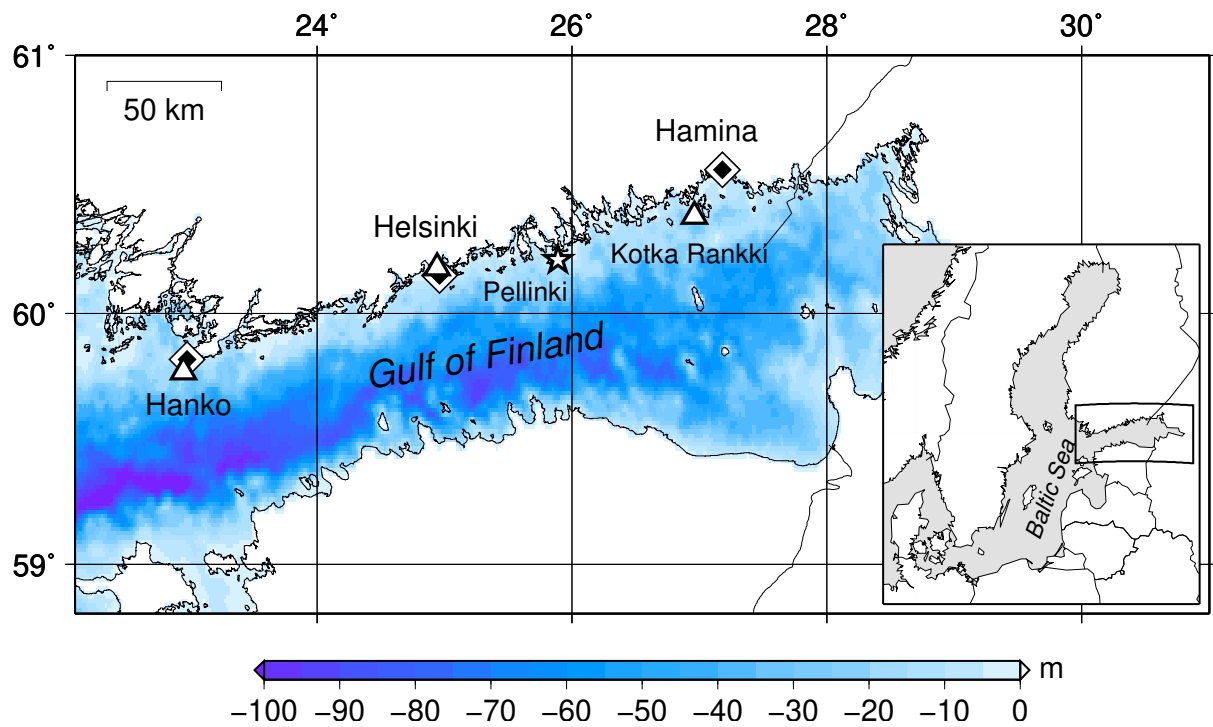 24° 26° 28° 30°
61°
50 km
Hamina
Helsinki
Kotka Rankki
Pellinki
60°
Gulf of Finland
Hanko
Baltic Sea
59°
m
−100 −90 −80 −70 −60 −50 −40 −30 −20 −10 0